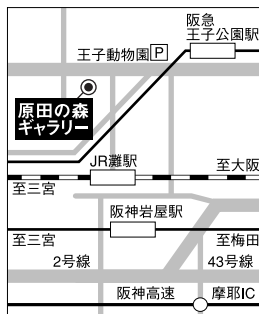 阪急
王子公園駅
王子動物園 P
原田の森
ギャラリー
JR灘駅
至大阪
至三宮
阪神岩屋駅
至三宮
至梅田
2号線
43号線
阪神高速
摩耶IC